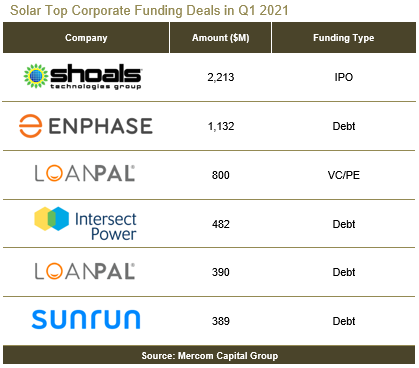 Solar Top Corporate Funding Deals in Q1 2021
Company Amount ($M) Funding Type
shoals
technologies group 2,213 IPO
ENPHASE 1,132 Debt
LOANPAL 800 VC/PE
Intersect
Power 482 Debt
LOANPAL 390 Debt
sunrun 389 Debt
Source: Mercom Capital Group